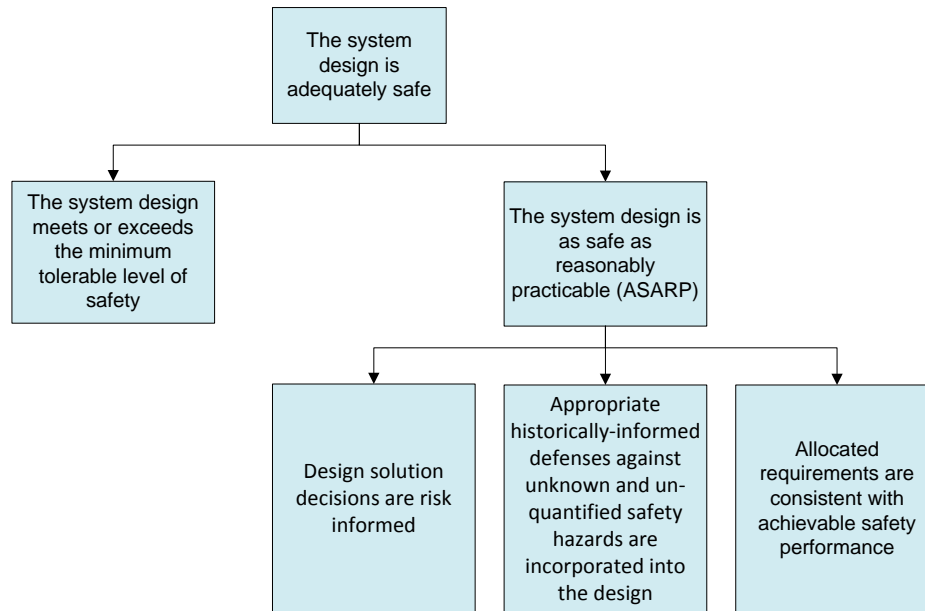 The system
design is
adequately safe
The system design
meets or exceeds
the minimum
tolerable level of
safety
The system design is
as safe as
reasonably
practicable (ASARP)
Design solution
decisions are risk
informed
Appropriate
historically-informed
defenses against
unknown and un-
quantified safety
hazards are
incorporated into
the design
Allocated
requirements are
consistent with
achievable safety
performance